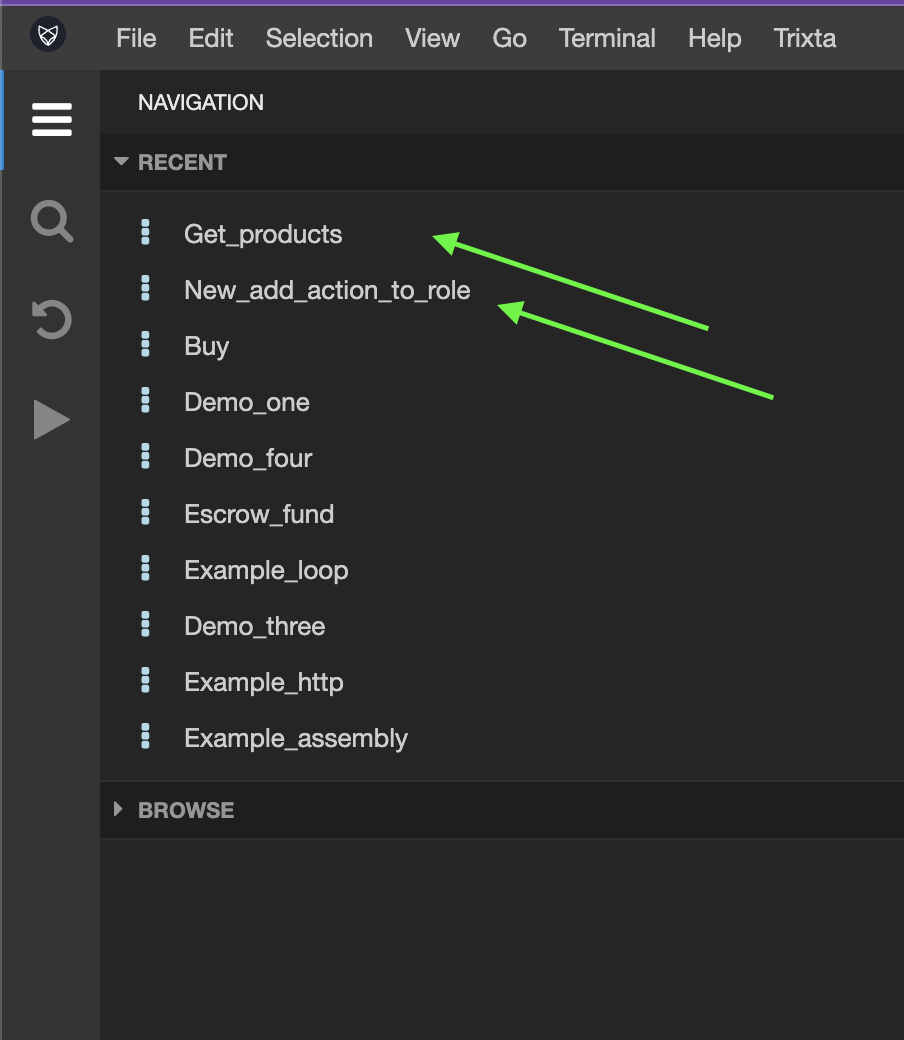 File Edit Selection View Go Terminal Help Trixta
NAVIGATION
RECENT
Get_products
New_add_action_to_role
Buy
Demo_one
Demo_four
Escrow_fund
Example_loop
Demo_three
Example_http
Example_assembly
BROWSE